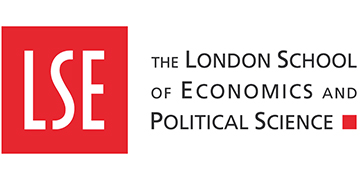 LSE
THE LONDON SCHOOL
OF ECONOMICS AND
POLITICAL SCIENCE